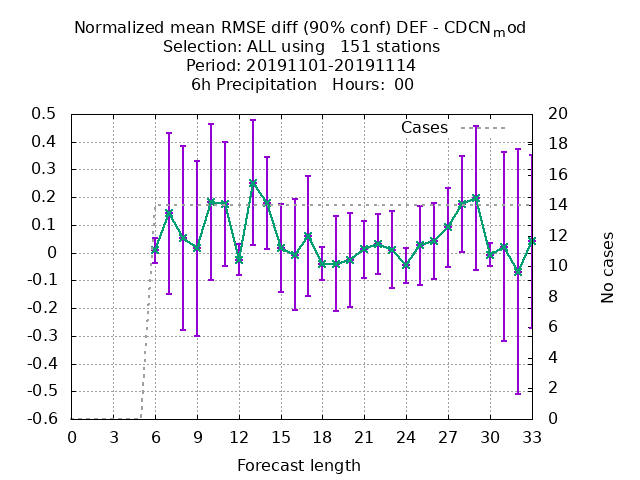 Normalized mean RMSE diff (90% conf) DEF - CDCNmod
Selection: ALL using 151 stations
Period: 20191101-20191114
6h Precipitation Hours: 00
0.5 20
0.4 18
0.3 16
0.2 14
0.1 12
0 10
-0.1 8
-0.2 6
-0.3 4
-0.4 2
-0.5 0
-0.6
Cases
No cases
0 3 6 9 12 15 18 21 24 27 30 33
Forecast length